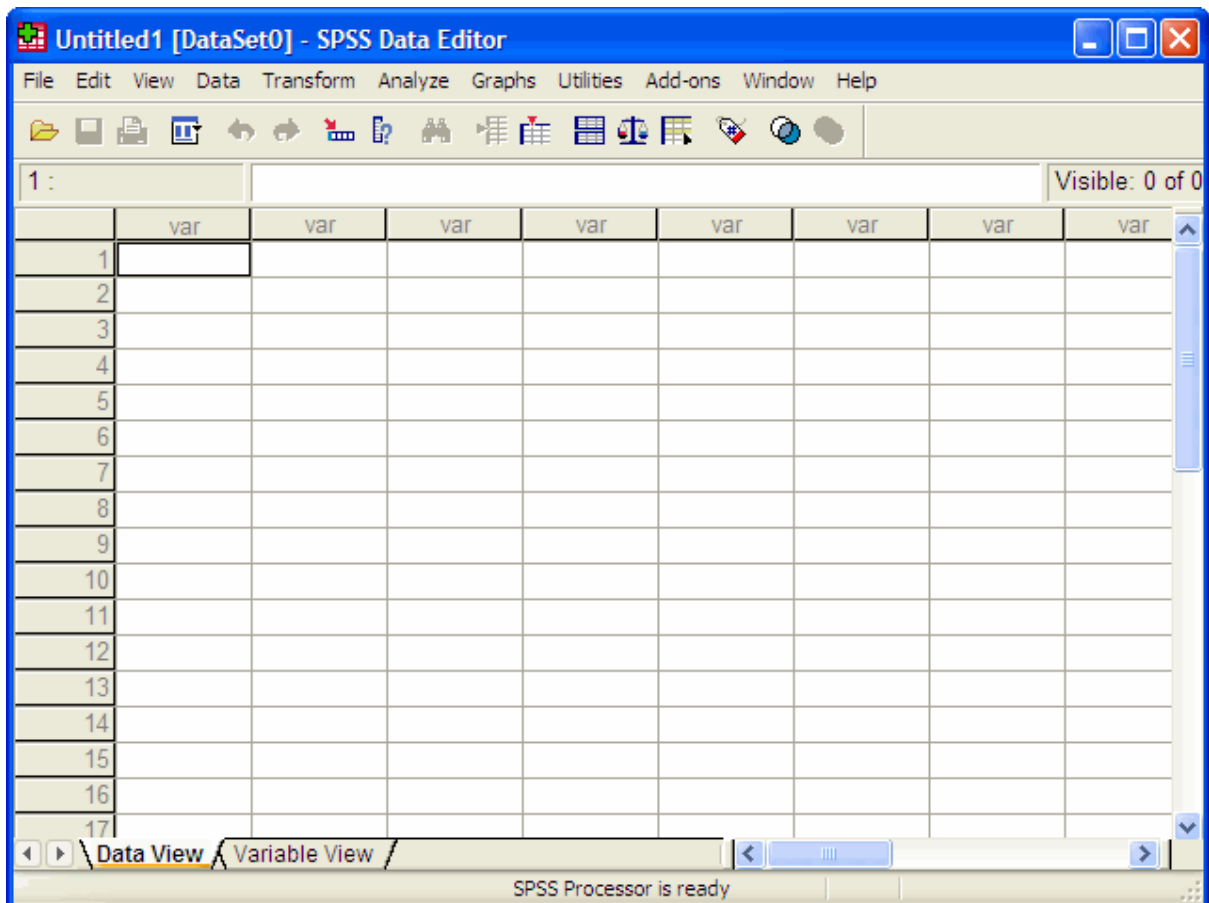 Untitled1 [DataSet0] - SPSS Data Editor
File Edit View Data Transform Analyze Graphs Utilities Add-ons Window Help
1 : Visible: 0 of 0
var var var var var var var var
1
2
3
4
5
6
7
8
9
10
11
12
13
14
15
16
17
Data View Variable View
SPSS Processor is ready